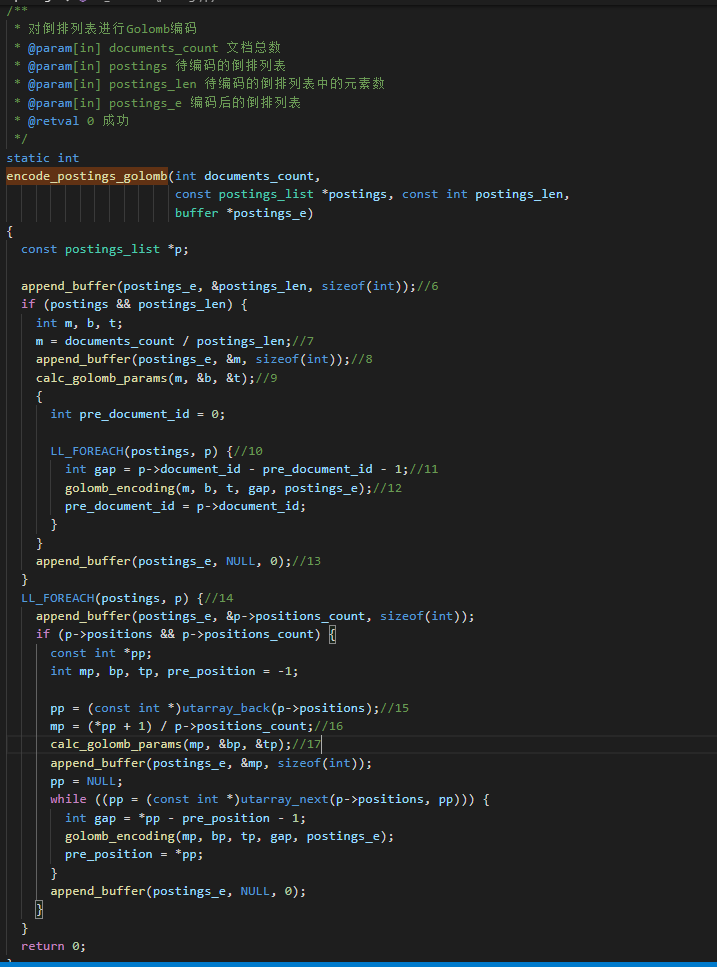 /**
 * 对倒排列表进行Golomb编码
 * @param[in] documents_count 文档总数
 * @param[in] postings 待编码的倒排列表
 * @param[in] postings_len 待编码的倒排列表中的元素数
 * @param[in] postings_e 编码后的倒排列表
 * @retval 0 成功
 */
static int
encode_postings_golomb(int documents_count,
                       const postings_list *postings, const int postings_len,
                       buffer *postings_e)
{
  const postings_list *p;

  append_buffer(postings_e, &postings_len, sizeof(int));//6
  if (postings && postings_len) {
    int m, b, t;
    m = documents_count / postings_len;//7
    append_buffer(postings_e, &m, sizeof(int));//8
    calc_golomb_params(m, &b, &t);//9
    {
      int pre_document_id = 0;

      LL_FOREACH(postings, p) {//10
        int gap = p->document_id - pre_document_id - 1;//11
        golomb_encoding(m, b, t, gap, postings_e);//12
        pre_document_id = p->document_id;
      }
    }
    append_buffer(postings_e, NULL, 0);//13
  }
  LL_FOREACH(postings, p) {//14
    append_buffer(postings_e, &p->positions_count, sizeof(int));
    if (p->positions && p->positions_count) {
      const int *pp;
      int mp, bp, tp, pre_position = -1;

      pp = (const int *)utarray_back(p->positions);//15
      mp = (*pp + 1) / p->positions_count;//16
      calc_golomb_params(mp, &bp, &tp);//17
      append_buffer(postings_e, &mp, sizeof(int));
      pp = NULL;
      while ((pp = (const int *)utarray_next(p->positions, pp))) {
        int gap = *pp - pre_position - 1;
        golomb_encoding(mp, bp, tp, gap, postings_e);
        pre_position = *pp;
      }
      append_buffer(postings_e, NULL, 0);
    }
  }
  return 0;